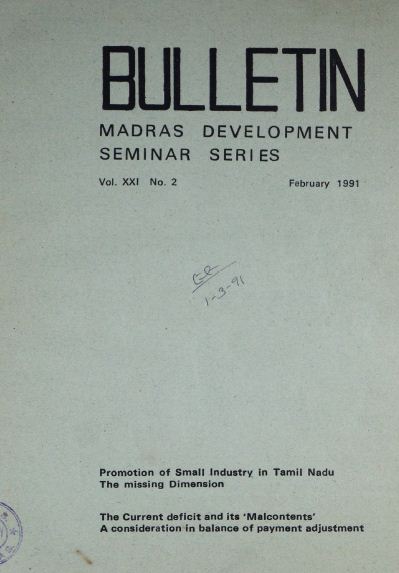 BULLETIN
MADRAS DEVELOPMENT
SEMINAR SERIES
Vol. XXI No. 2 February 1991
1-3-91
Promotion of Small Industry in Tamil Nadu
The missing Dimension
The Current deficit and its 'Malcontents'
A consideration in balance of payment adjustment